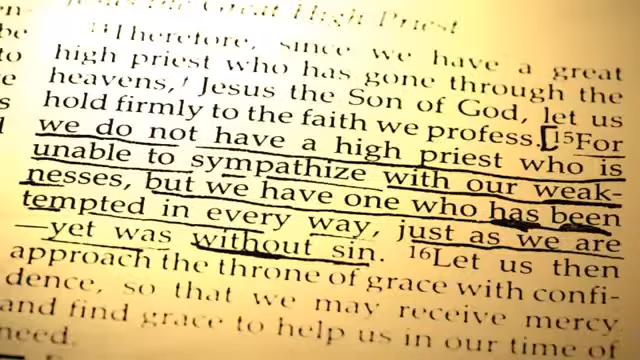 Jesus the Great High Priest
¹⁴Therefore, since we have a great
high priest who has gone through the
heavens,ᶠ Jesus the Son of God, let us
hold firmly to the faith we profess. [¹⁵For
we do not have a high priest who is
unable to sympathize with our weak-
nesses, but we have one who has been
tempted in every way, just as we are
—yet was without sin. ¹⁶Let us then
approach the throne of grace with confi-
dence, so that we may receive mercy
and find grace to help us in our time of
need.